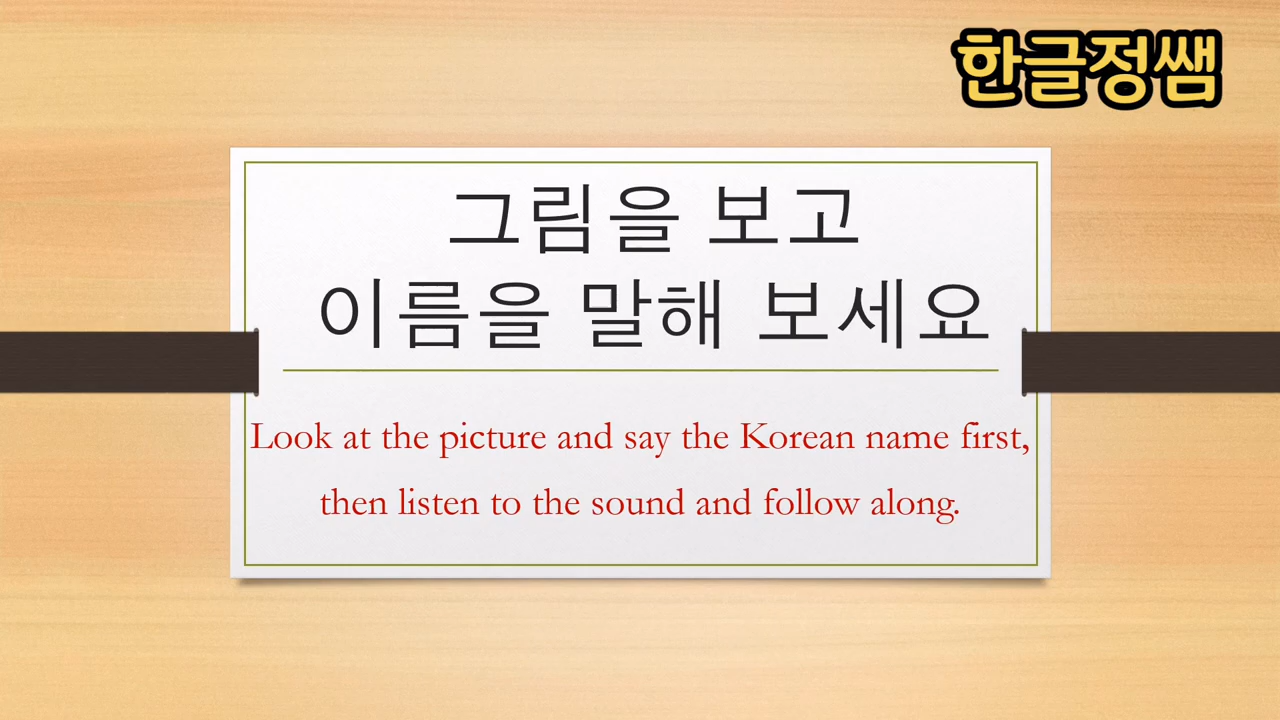 한글정쌤
그림을 보고
이름을 말해 보세요
Look at the picture and say the Korean name first,
then listen to the sound and follow along.